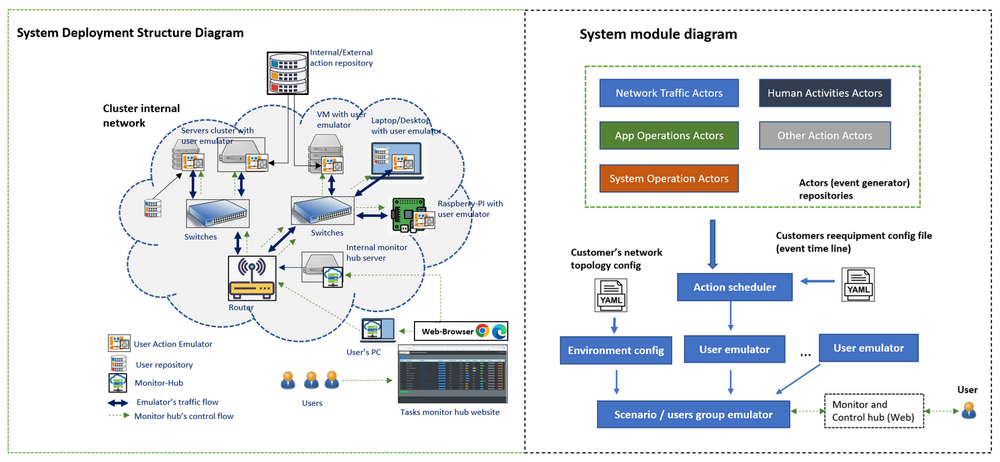 System Deployment Structure Diagram
Internal/External
action repository
Cluster internal
network
Servers cluster with
user emulator
VM with user
emulator
Laptop/Desktop
with user emulator
Raspberry-PI with
user emulator
Switches
Switches
Internal monitor
hub server
Router
User's PC
Web-Browser
User Action Emulator
User repository
Monitor-Hub
Emulator's traffic flow
Monitor hub's control flow
Users
Tasks monitor hub website
System module diagram
Network Traffic Actors
Human Activities Actors
App Operations Actors
Other Action Actors
System Operation Actors
Actors (event generator)
repositories
Customers reequipment config file
(event time line)
Customer's network
topology config
YAML
Action scheduler
YAML
Environment config
User emulator
...
User emulator
Scenario / users group emulator
Monitor and
Control hub (Web)
User